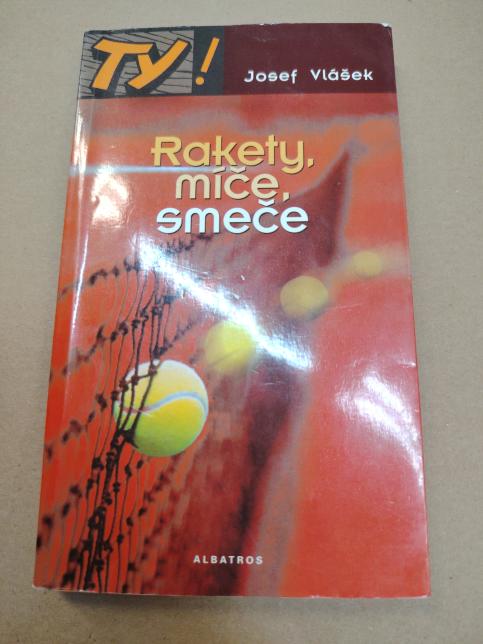 TY!
Josef Vlášek
Rakety,
míče,
smeče
ALBATROS